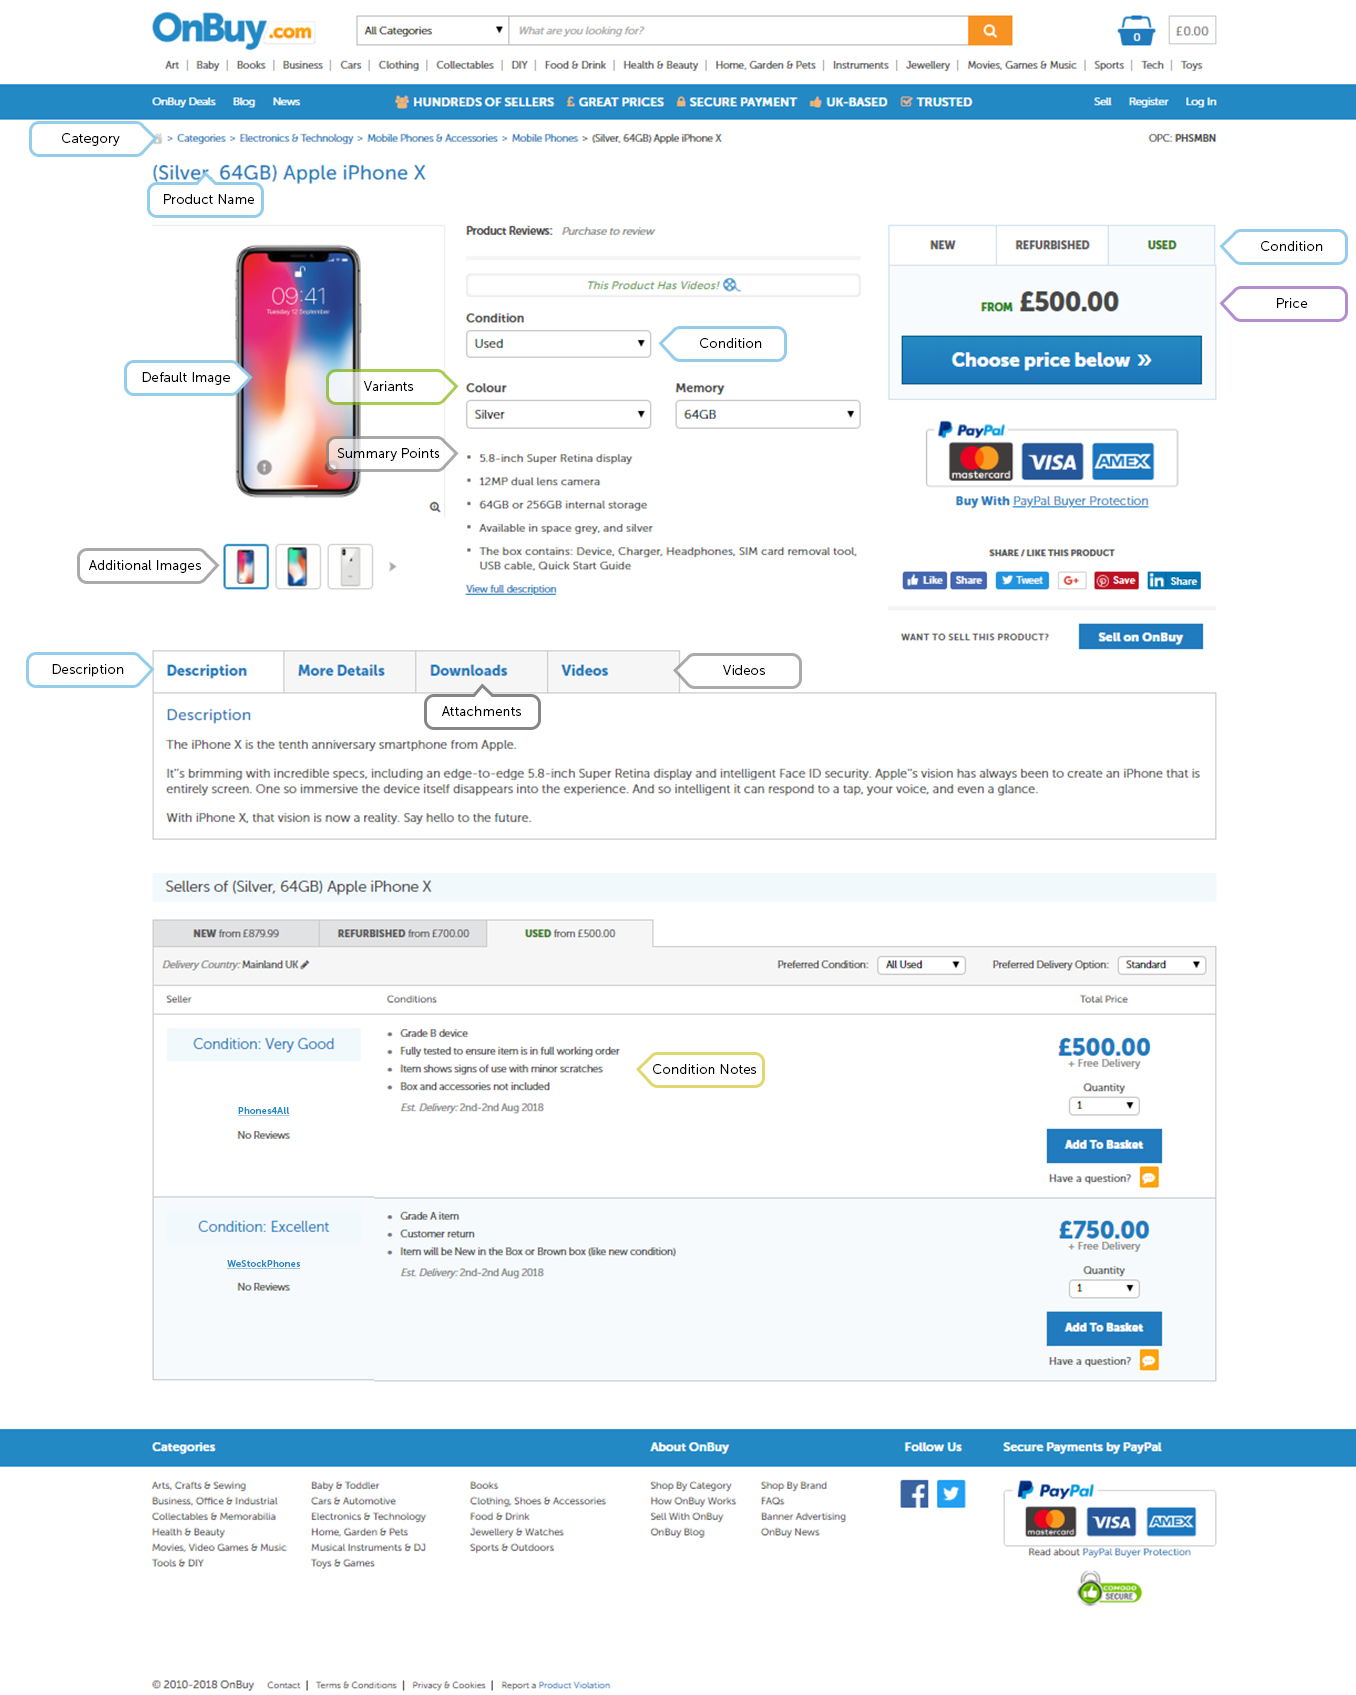 OnBuy.com
All Categories
What are you looking for?
0
£0.00
Art | Baby | Books | Business | Cars | Clothing | Collectables | DIY | Food & Drink | Health & Beauty | Home, Garden & Pets | Instruments | Jewellery | Movies, Games & Music | Sports | Tech | Toys
OnBuy Deals Blog News
HUNDREDS OF SELLERS £ GREAT PRICES SECURE PAYMENT UK-BASED TRUSTED
Sell Register Log In
Category
> Categories > Electronics & Technology > Mobile Phones & Accessories > Mobile Phones > (Silver, 64GB) Apple iPhone X
OPC: PHSMBN
(Silver, 64GB) Apple iPhone X
Product Name
Product Reviews: Purchase to review
NEW REFURBISHED USED
Condition
This Product Has Videos!
09:41
Tuesday 12 September
FROM £500.00
Price
Condition
Used
Condition
Choose price below »
Default Image
Variants
Colour Memory
Silver 64GB
Summary Points
• 5.8-inch Super Retina display
• 12MP dual lens camera
• 64GB or 256GB internal storage
• Available in space grey, and silver
• The box contains: Device, Charger, Headphones, SIM card removal tool,
USB cable, Quick Start Guide
View full description
PayPal
mastercard VISA AMEX
Buy With PayPal Buyer Protection
SHARE / LIKE THIS PRODUCT
Like Share Tweet G+ Save in Share
Additional Images
WANT TO SELL THIS PRODUCT? Sell on OnBuy
Description
Description More Details Downloads Videos
Videos
Attachments
Description
The iPhone X is the tenth anniversary smartphone from Apple.
It"s brimming with incredible specs, including an edge-to-edge 5.8-inch Super Retina display and intelligent Face ID security. Apple"s vision has always been to create an iPhone that is
entirely screen. One so immersive the device itself disappears into the experience. And so intelligent it can respond to a tap, your voice, and even a glance.
With iPhone X, that vision is now a reality. Say hello to the future.
Sellers of (Silver, 64GB) Apple iPhone X
NEW from £879.99 REFURBISHED from £700.00 USED from £500.00
Delivery Country: Mainland UK
Preferred Condition: All Used Preferred Delivery Option: Standard
Seller Conditions Total Price
Condition: Very Good
Phones4All
No Reviews
• Grade B device
• Fully tested to ensure item is in full working order
• Item shows signs of use with minor scratches
• Box and accessories not included
Est. Delivery: 2nd-2nd Aug 2018
Condition Notes
£500.00
+ Free Delivery
Quantity
1
Add To Basket
Have a question?
Condition: Excellent
WeStockPhones
No Reviews
• Grade A item
• Customer return
• Item will be New in the Box or Brown box (like new condition)
Est. Delivery: 2nd-2nd Aug 2018
£750.00
+ Free Delivery
Quantity
1
Add To Basket
Have a question?
Categories
Arts, Crafts & Sewing
Business, Office & Industrial
Collectables & Memorabilia
Health & Beauty
Movies, Video Games & Music
Tools & DIY
Baby & Toddler
Cars & Automotive
Electronics & Technology
Home, Garden & Pets
Musical Instruments & DJ
Toys & Games
Books
Clothing, Shoes & Accessories
Food & Drink
Jewellery & Watches
Sports & Outdoors
About OnBuy
Shop By Category
How OnBuy Works
Sell With OnBuy
OnBuy Blog
Shop By Brand
FAQs
Banner Advertising
OnBuy News
Follow Us
Secure Payments by PayPal
PayPal
mastercard VISA AMEX
Read about PayPal Buyer Protection
COMODO
SECURE
© 2010-2018 OnBuy Contact | Terms & Conditions | Privacy & Cookies | Report a Product Violation